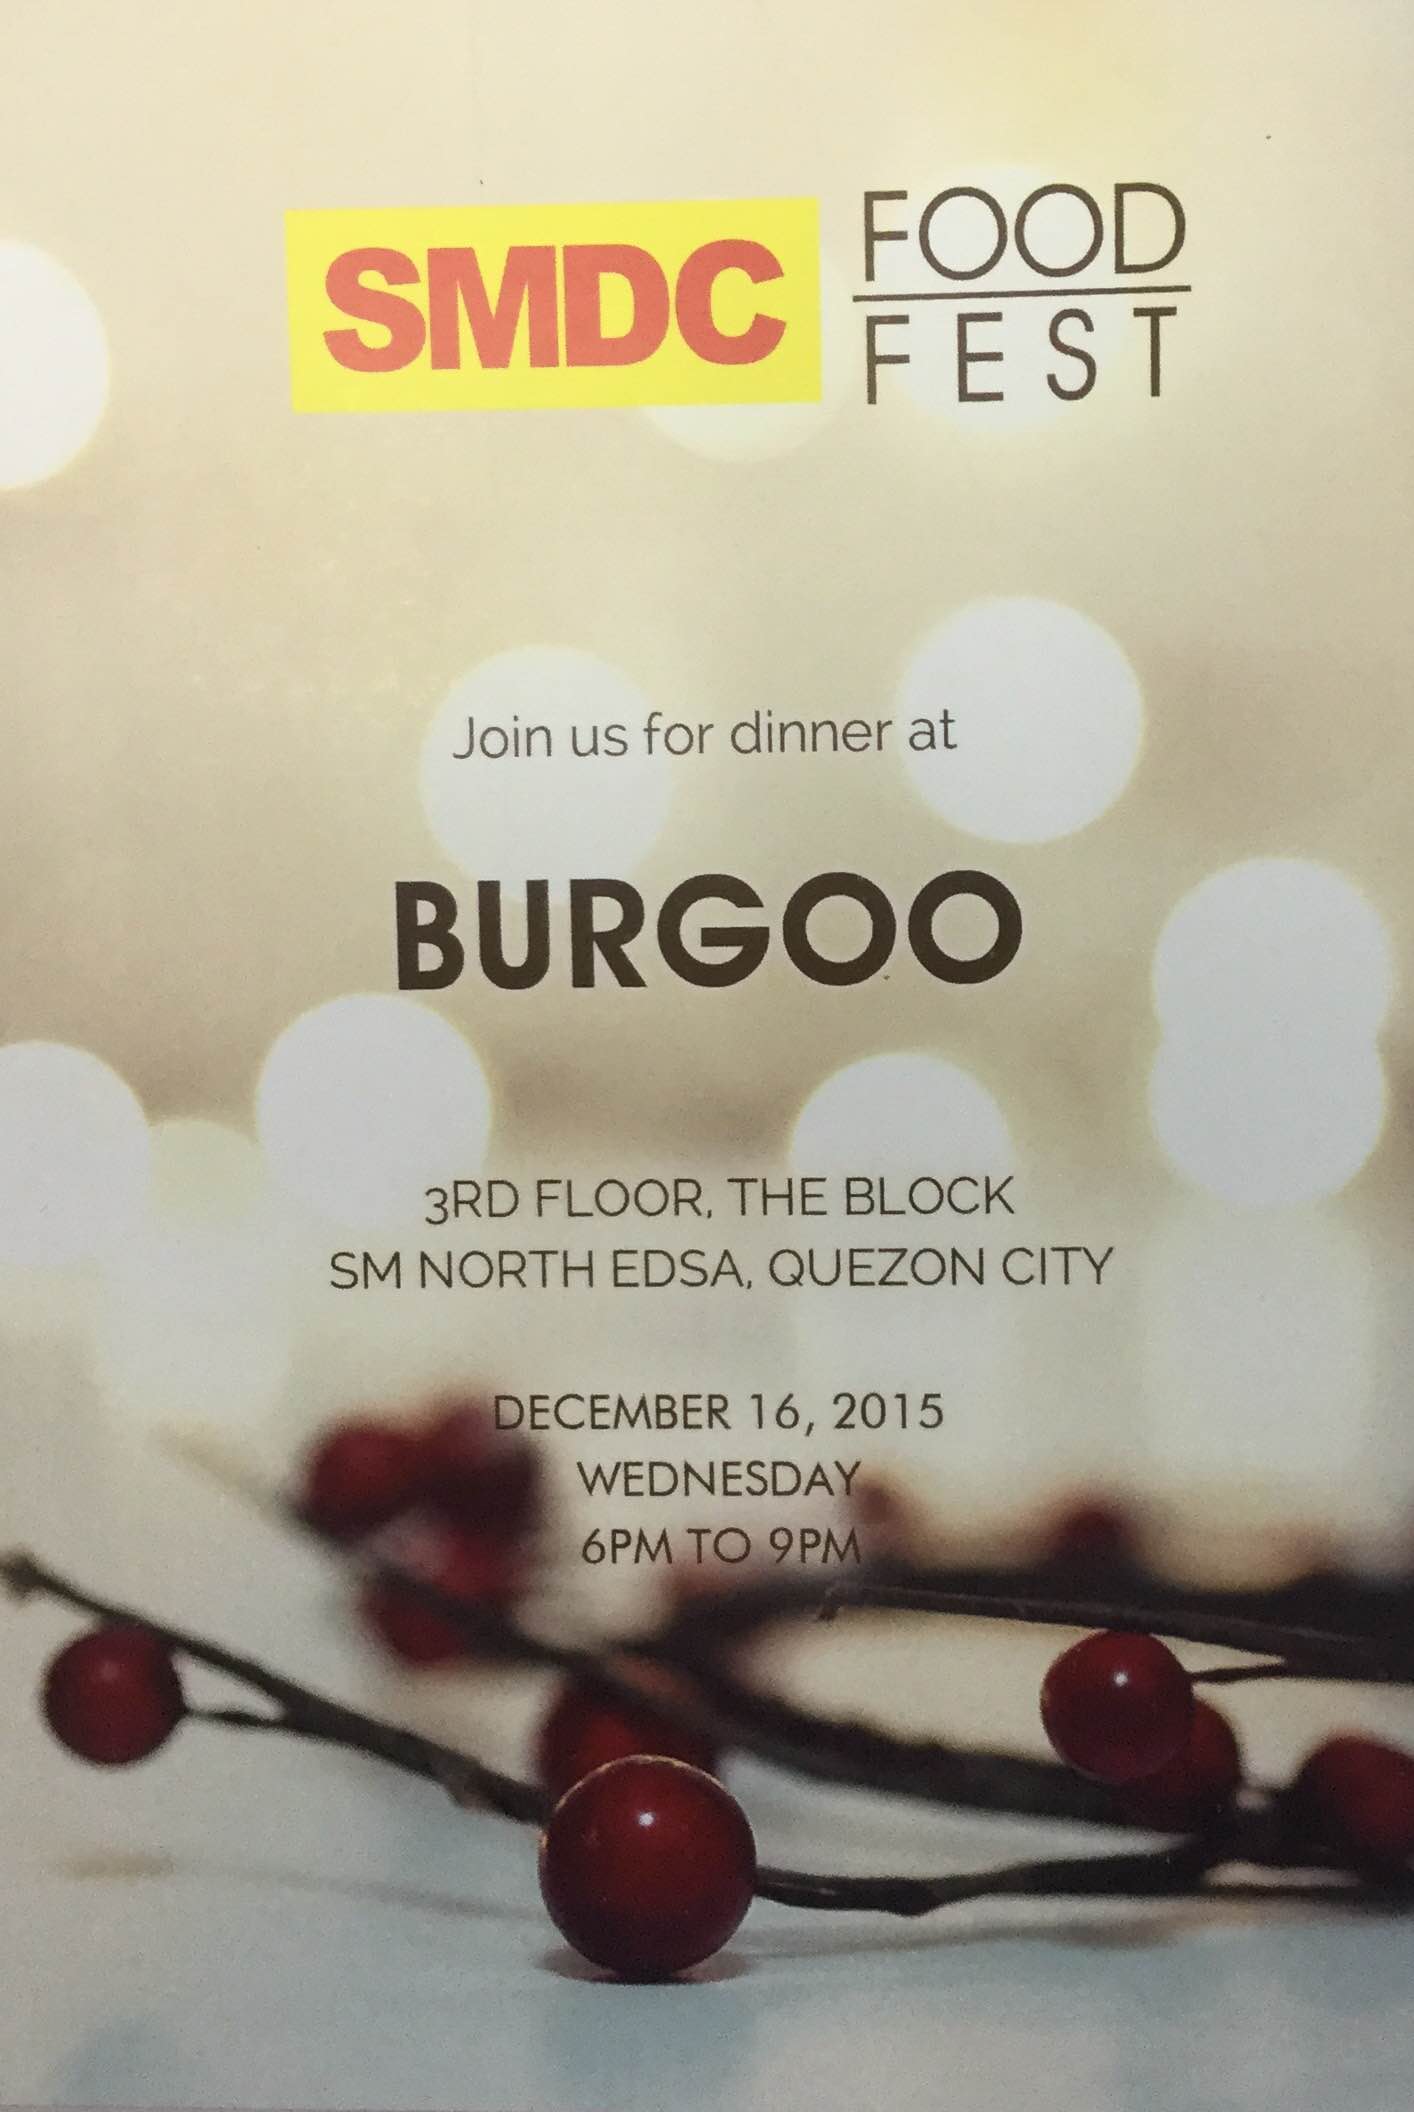 SMDC
FOOD
FEST
Join us for dinner at
BURGOO
3RD FLOOR, THE BLOCK
SM NORTH EDSA, QUEZON CITY
DECEMBER 16, 2015
WEDNESDAY
6PM TO 9PM